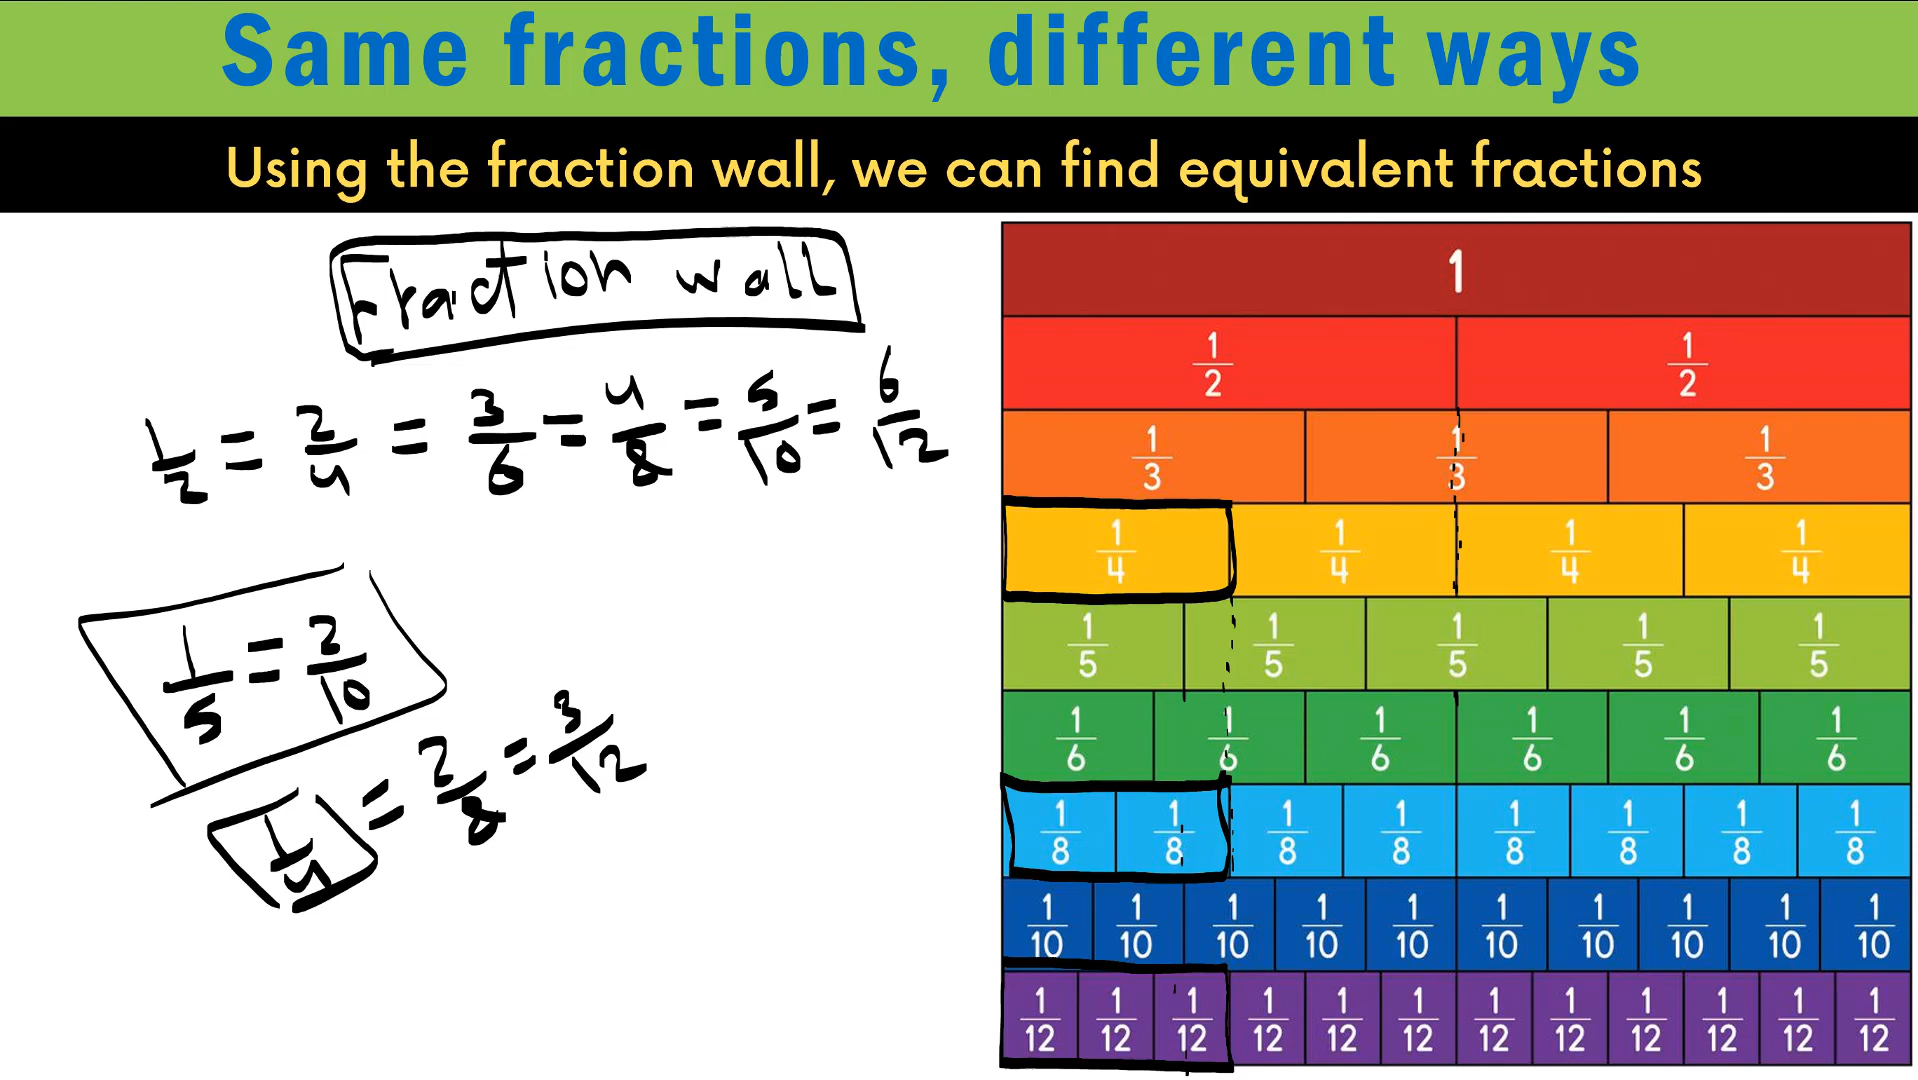 Same fractions, different ways
Using the fraction wall, we can find equivalent fractions
Fraction wall
1/2 = 2/4 = 3/6 = 4/8 = 5/10 = 6/12
1/5 = 2/10
1/4 = 2/8 = 3/12
1
1/2 1/2
1/3 1/3 1/3
1/4 1/4 1/4 1/4
1/5 1/5 1/5 1/5 1/5
1/6 1/6 1/6 1/6 1/6 1/6
1/8 1/8 1/8 1/8 1/8 1/8 1/8 1/8
1/10 1/10 1/10 1/10 1/10 1/10 1/10 1/10 1/10 1/10
1/12 1/12 1/12 1/12 1/12 1/12 1/12 1/12 1/12 1/12 1/12 1/12